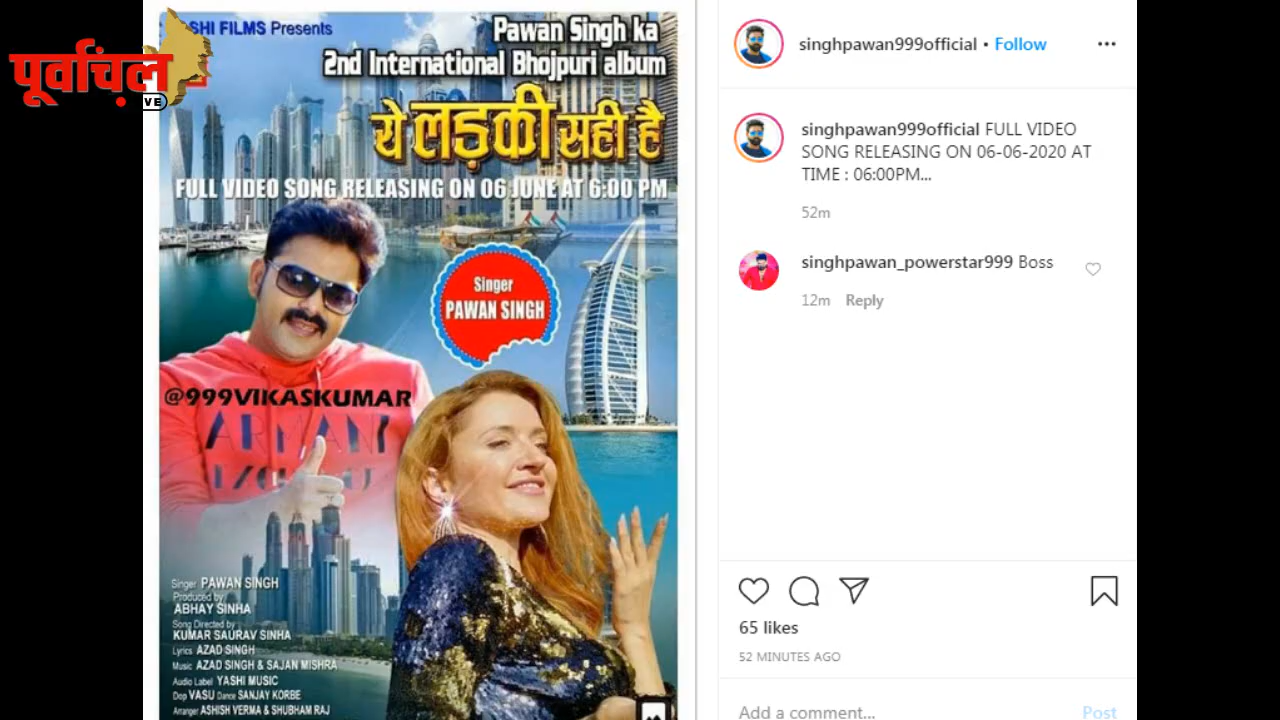 पूर्वांचल
VE
SHI FILMS Presents
Pawan Singh ka
2nd International Bhojpuri album
ये लड़की सही है
FULL VIDEO SONG RELEASING ON 06 JUNE AT 6:00 PM
Singer
PAWAN SINGH
@999VIKASKUMAR
ARMANI
Singer PAWAN SINGH
Produced by
ABHAY SINHA
Song Directed by
KUMAR SAURAV SINHA
Lyrics AZAD SINGH
Music AZAD SINGH & SAJAN MISHRA
Audio Label YASHI MUSIC
Dop VASU Dance SANJAY KORBE
Arranger ASHISH VERMA & SHUBHAM RAJ
singhpawan999official • Follow
singhpawan999official FULL VIDEO
SONG RELEASING ON 06-06-2020 AT
TIME : 06:00PM...
52m
singhpawan_powerstar999 Boss
12m Reply
65 likes
52 MINUTES AGO
Add a comment... Post